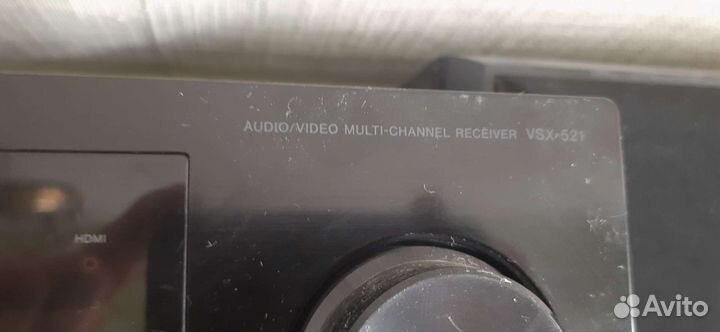 AUDIO/VIDEO MULTI-CHANNEL RECEIVER VSX-521
HDMI
Avito